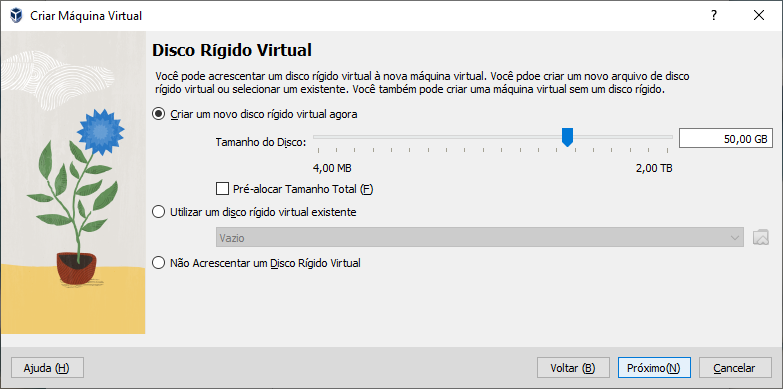 Criar Máquina Virtual
Disco Rígido Virtual
Você pode acrescentar um disco rígido virtual à nova máquina virtual. Você pdoe criar um novo arquivo de disco
rígido virtual ou selecionar um existente. Você também pode criar uma máquina virtual sem um disco rígido.
Criar um novo disco rígido virtual agora
Tamanho do Disco: 50,00 GB
4,00 MB 2,00 TB
Pré-alocar Tamanho Total (F)
Utilizar um disco rígido virtual existente
Vazio
Não Acrescentar um Disco Rígido Virtual
Ajuda (H) Voltar (B) Próximo(N) Cancelar